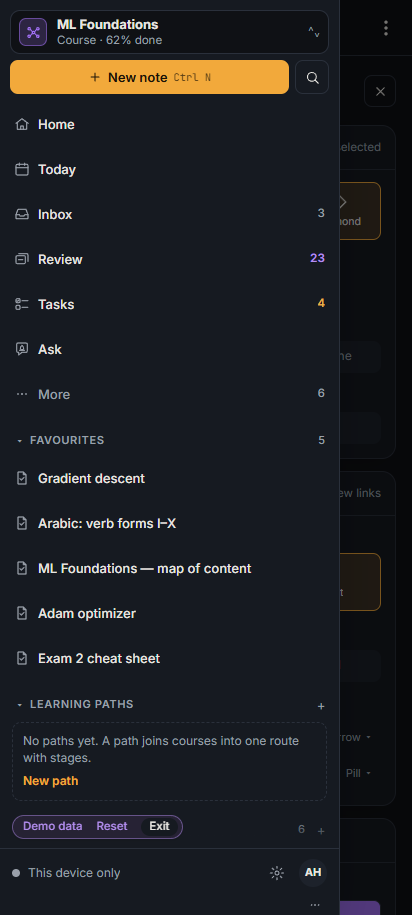 ML Foundations
Course · 62% done
+ New note Ctrl N
Home
Today
Inbox 3
Review 23
Tasks 4
Ask
··· More 6
FAVOURITES 5
Gradient descent
Arabic: verb forms I–X
ML Foundations — map of content
Adam optimizer
Exam 2 cheat sheet
LEARNING PATHS +
No paths yet. A path joins courses into one route
with stages.
New path
Demo data Reset Exit 6 +
This device only AH
···
selected
Pill